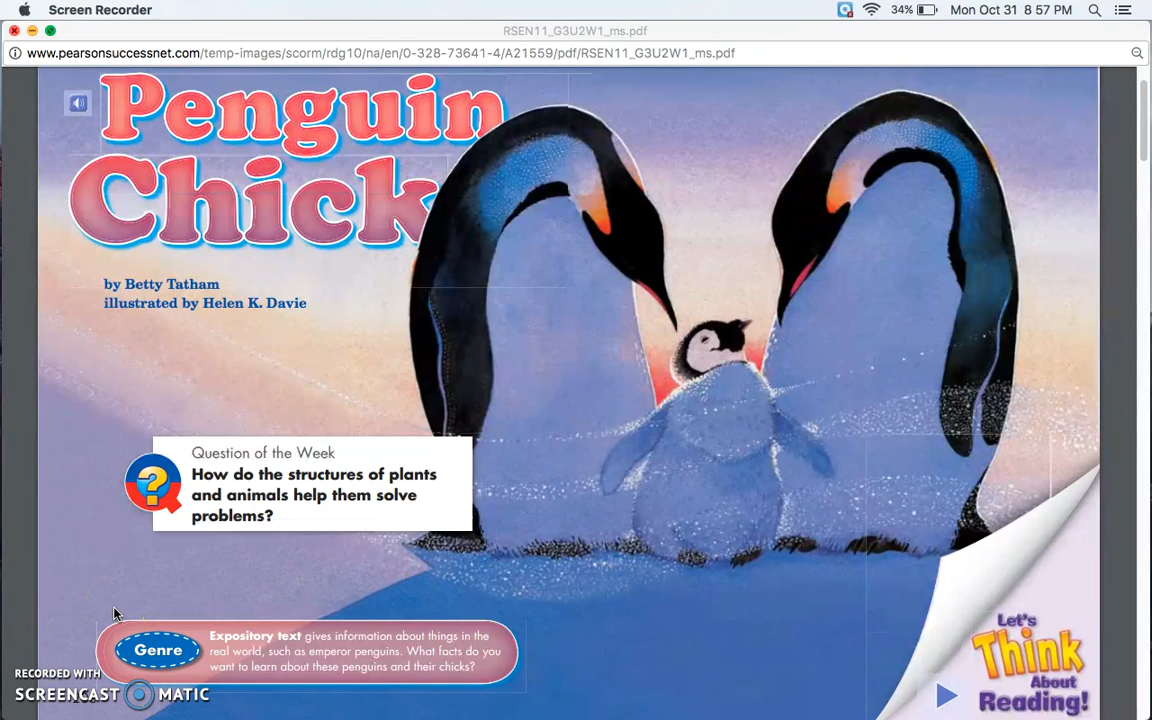 Screen Recorder
34%
Mon Oct 31 8:57 PM
RSEN11_G3U2W1_ms.pdf
www.pearsonsuccessnet.com/temp-images/scorm/rdg10/na/en/0-328-73641-4/A21559/pdf/RSEN11_G3U2W1_ms.pdf
Penguin
Chick
by Betty Tatham
illustrated by Helen K. Davie
Question of the Week
How do the structures of plants
and animals help them solve
problems?
Genre
Expository text gives information about things in the
real world, such as emperor penguins. What facts do you
want to learn about these penguins and their chicks?
RECORDED WITH
SCREENCAST MATIC
Let's
Think
About
Reading!